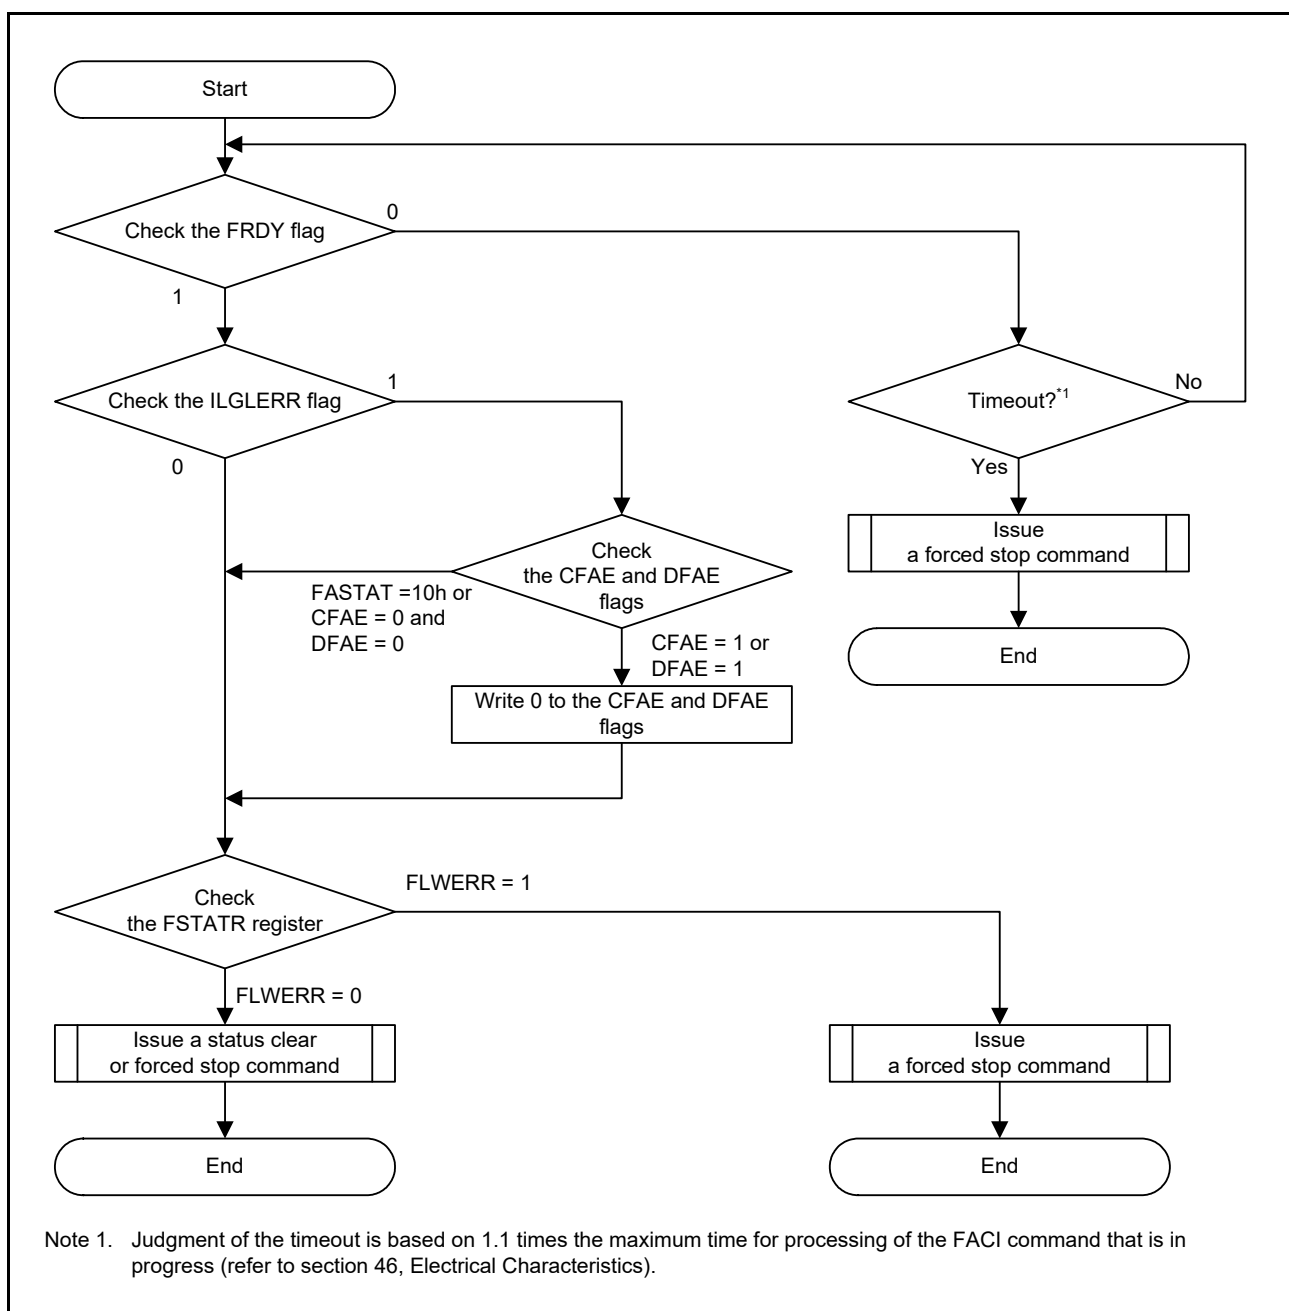 Start
Check the FRDY flag
0
1
Check the ILGLERR flag
1
0
Timeout?*1
No
Yes
Issue
a forced stop command
End
Check
the CFAE and DFAE
flags
FASTAT =10h or
CFAE = 0 and
DFAE = 0
CFAE = 1 or
DFAE = 1
Write 0 to the CFAE and DFAE
flags
Check
the FSTATR register
FLWERR = 1
FLWERR = 0
Issue a status clear
or forced stop command
End
Issue
a forced stop command
End
Note 1. Judgment of the timeout is based on 1.1 times the maximum time for processing of the FACI command that is in
progress (refer to section 46, Electrical Characteristics).